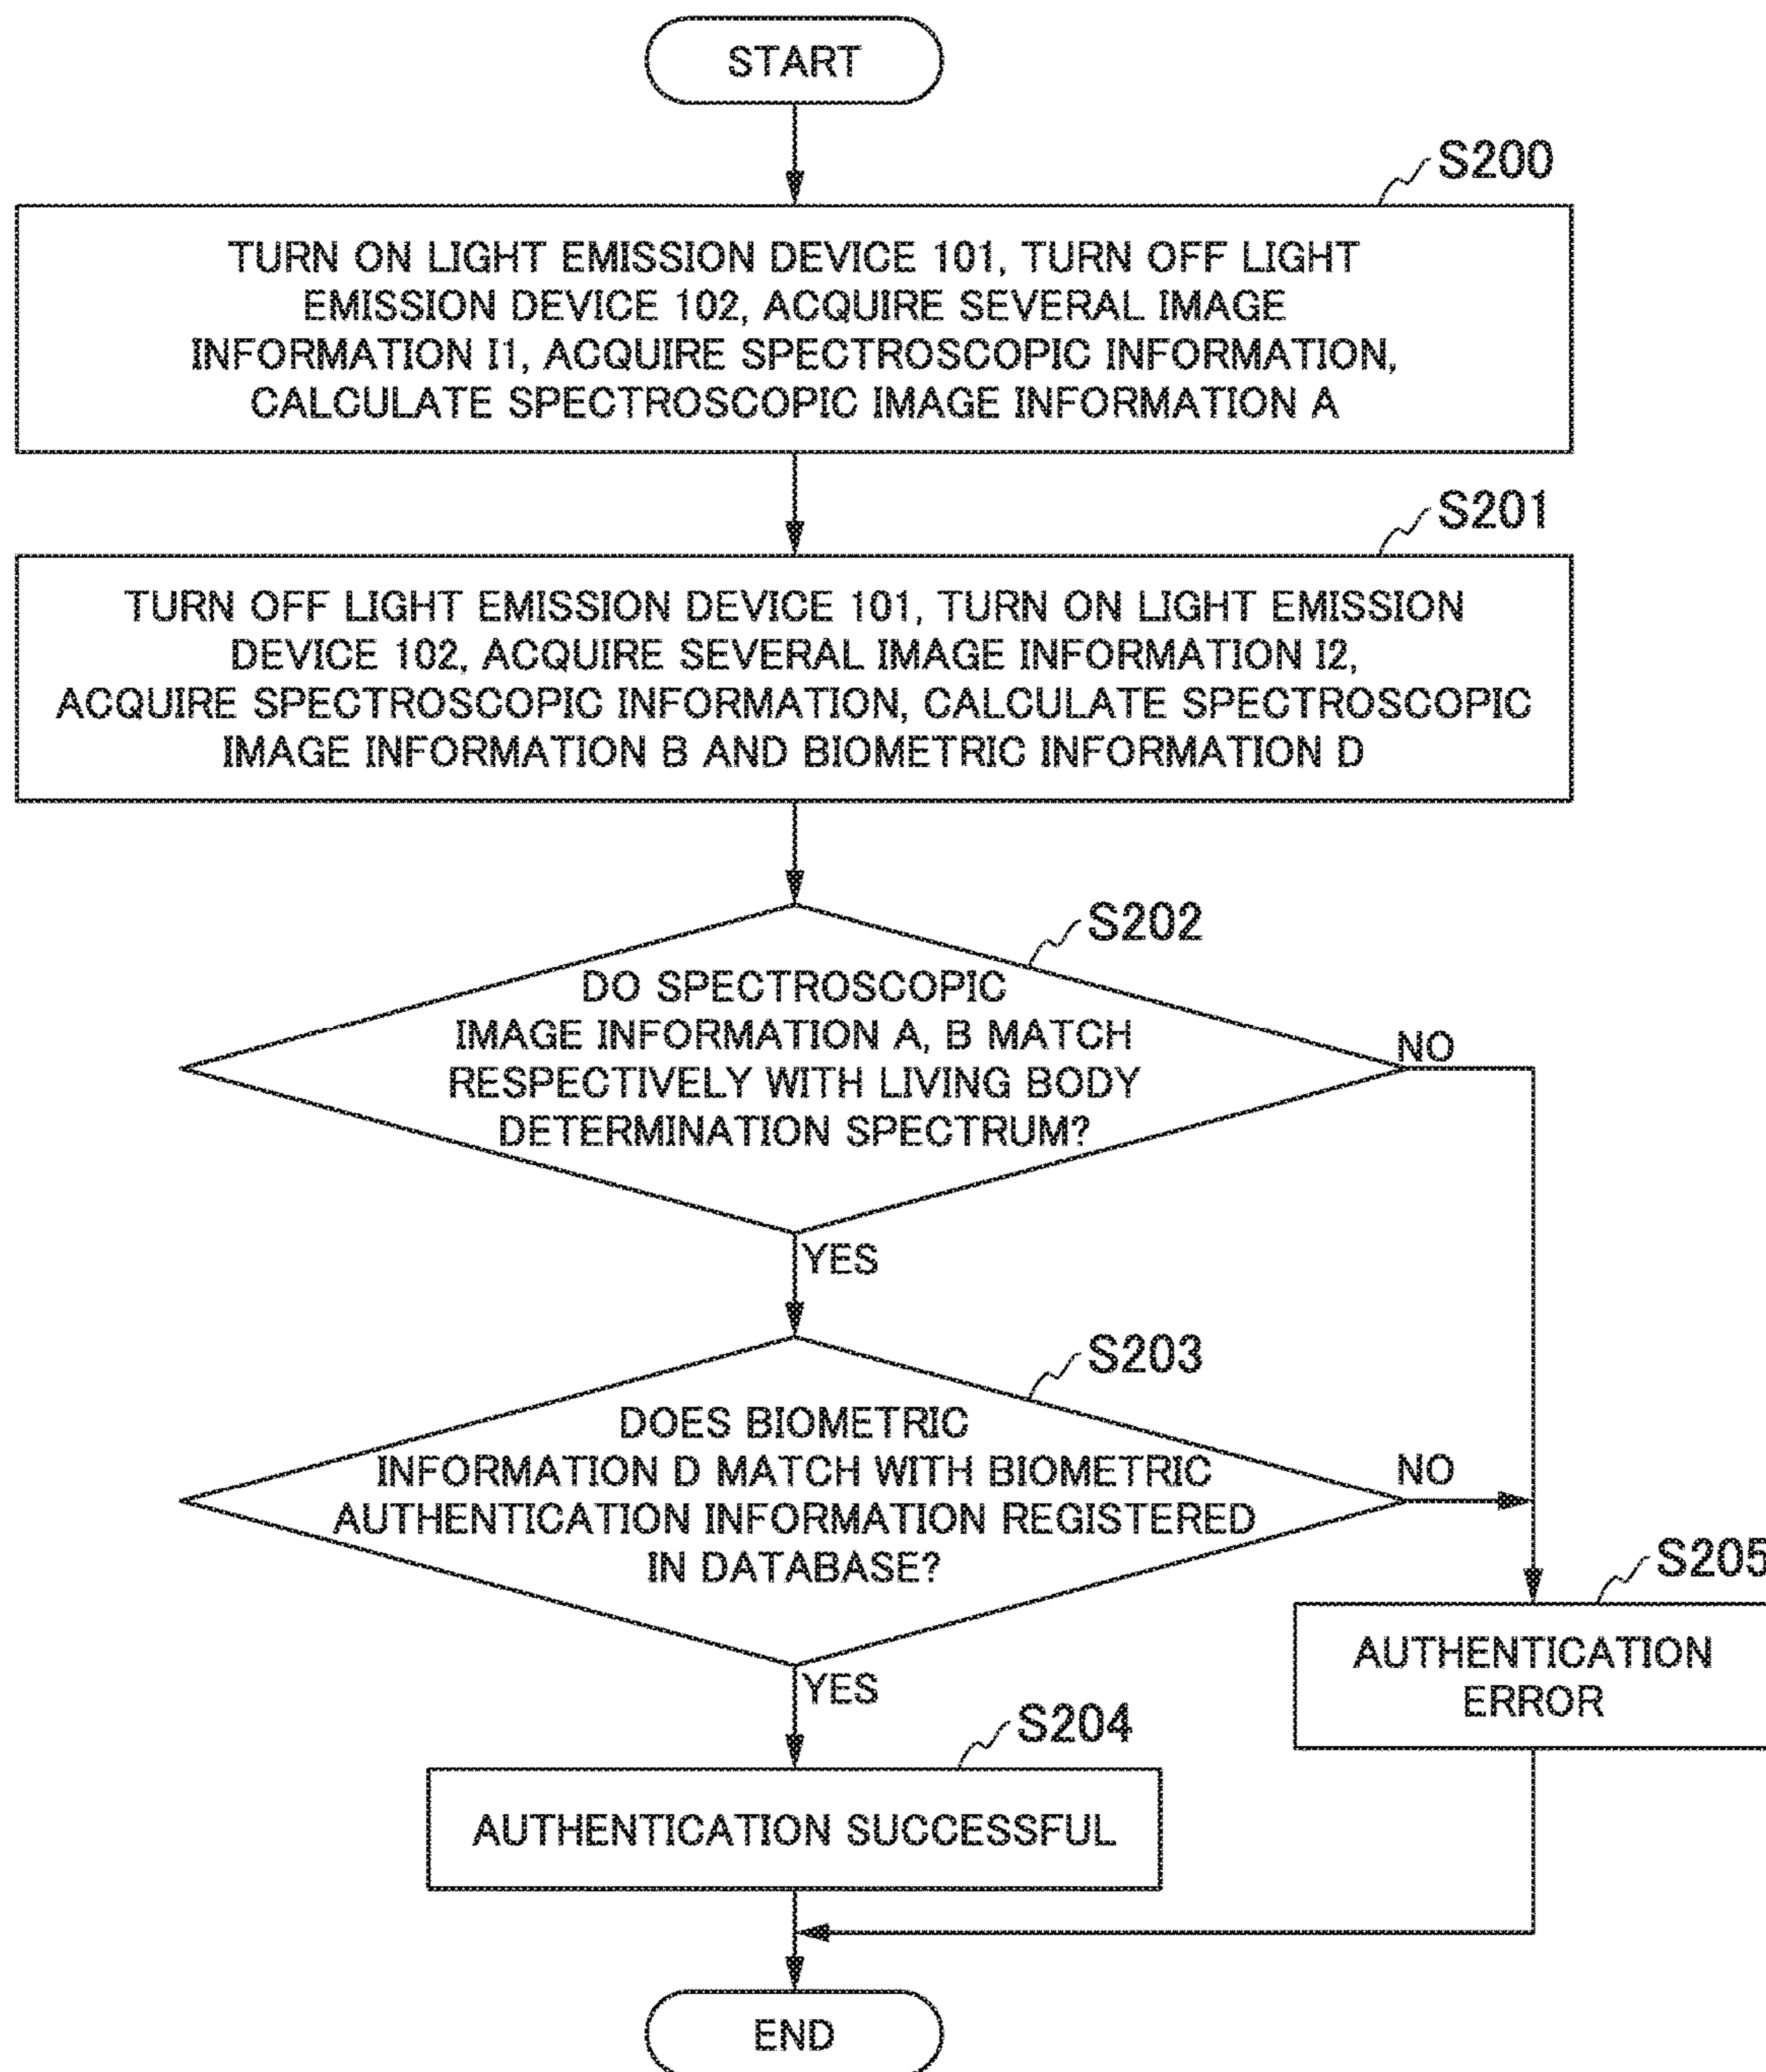 START
S200
TURN ON LIGHT EMISSION DEVICE 101, TURN OFF LIGHT
EMISSION DEVICE 102, ACQUIRE SEVERAL IMAGE
INFORMATION I1, ACQUIRE SPECTROSCOPIC INFORMATION,
CALCULATE SPECTROSCOPIC IMAGE INFORMATION A
S201
TURN OFF LIGHT EMISSION DEVICE 101, TURN ON LIGHT EMISSION
DEVICE 102, ACQUIRE SEVERAL IMAGE INFORMATION I2,
ACQUIRE SPECTROSCOPIC INFORMATION, CALCULATE SPECTROSCOPIC
IMAGE INFORMATION B AND BIOMETRIC INFORMATION D
S202
DO SPECTROSCOPIC
IMAGE INFORMATION A, B MATCH
RESPECTIVELY WITH LIVING BODY
DETERMINATION SPECTRUM?
NO
YES
S203
DOES BIOMETRIC
INFORMATION D MATCH WITH BIOMETRIC
AUTHENTICATION INFORMATION REGISTERED
IN DATABASE?
NO
YES
S205
AUTHENTICATION
ERROR
S204
AUTHENTICATION SUCCESSFUL
END